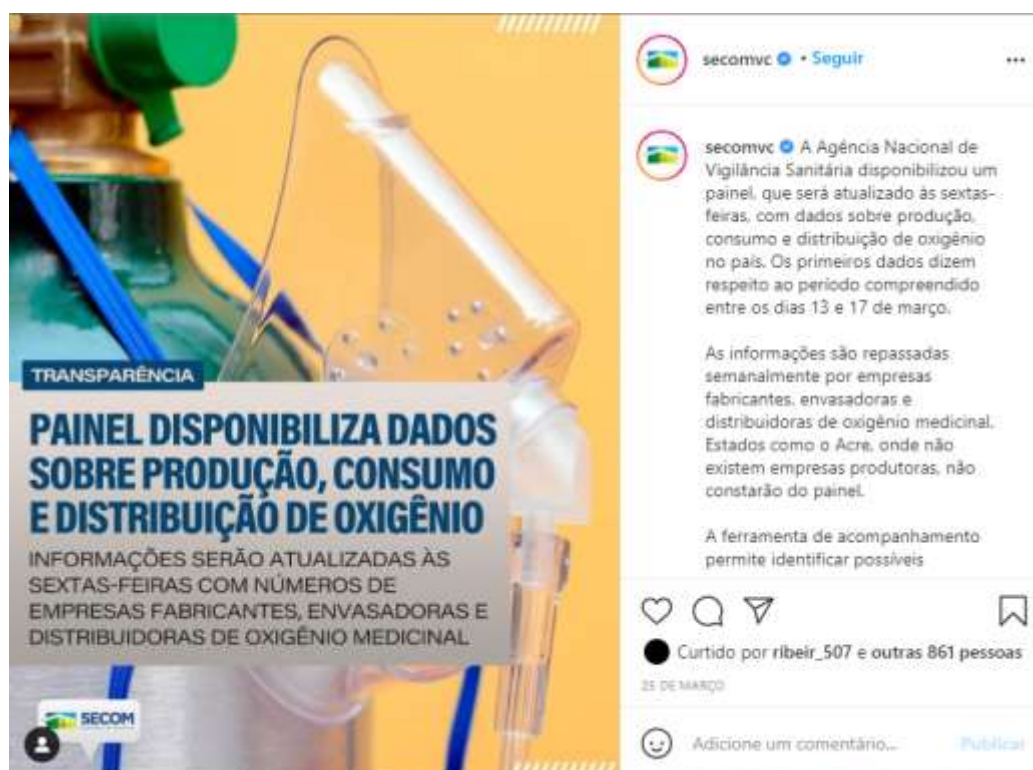 TRANSPARÊNCIA
PAINEL DISPONIBILIZA DADOS
SOBRE PRODUÇÃO, CONSUMO
E DISTRIBUIÇÃO DE OXIGÊNIO
INFORMAÇÕES SERÃO ATUALIZADAS ÀS
SEXTAS-FEIRAS COM NÚMEROS DE
EMPRESAS FABRICANTES, ENVASADORAS E
DISTRIBUIDORAS DE OXIGÊNIO MEDICINAL
SECOM
secomvc • Seguir
secomvc A Agência Nacional de
Vigilância Sanitária disponibilizou um
painel, que será atualizado às sextas-
feiras, com dados sobre produção,
consumo e distribuição de oxigênio
no país. Os primeiros dados dizem
respeito ao período compreendido
entre os dias 13 e 17 de março.
As informações são repassadas
semanalmente por empresas
fabricantes, envasadoras e
distribuidoras de oxigênio medicinal.
Estados como o Acre, onde não
existem empresas produtoras, não
constarão do painel.
A ferramenta de acompanhamento
permite identificar possíveis
Curtido por ribeir_507 e outras 861 pessoas
25 DE MARÇO
Adicione um comentário... Publicar